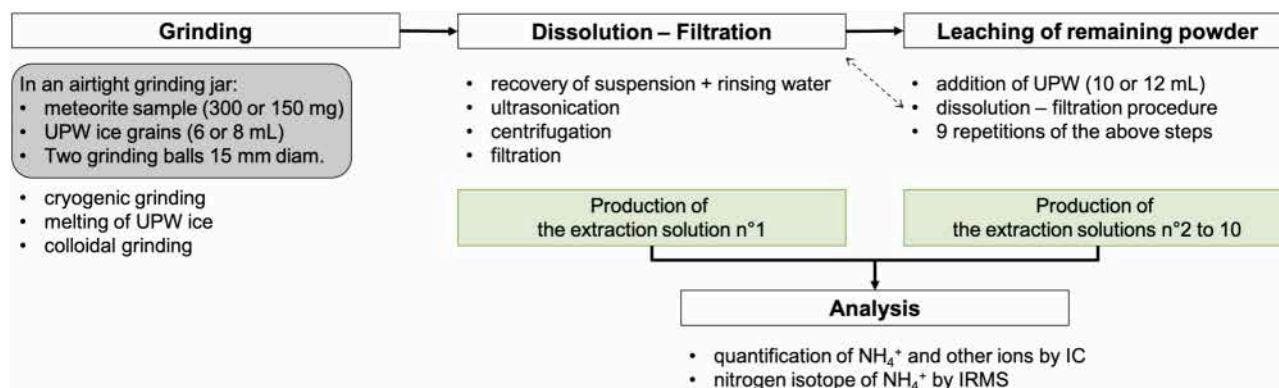 Grinding
In an airtight grinding jar:
• meteorite sample (300 or 150 mg)
• UPW ice grains (6 or 8 mL)
• Two grinding balls 15 mm diam.
• cryogenic grinding
• melting of UPW ice
• colloidal grinding
Dissolution – Filtration
• recovery of suspension + rinsing water
• ultrasonication
• centrifugation
• filtration
Production of
the extraction solution n°1
Leaching of remaining powder
• addition of UPW (10 or 12 mL)
• dissolution – filtration procedure
• 9 repetitions of the above steps
Production of
the extraction solutions n°2 to 10
Analysis
• quantification of NH₄⁺ and other ions by IC
• nitrogen isotope of NH₄⁺ by IRMS